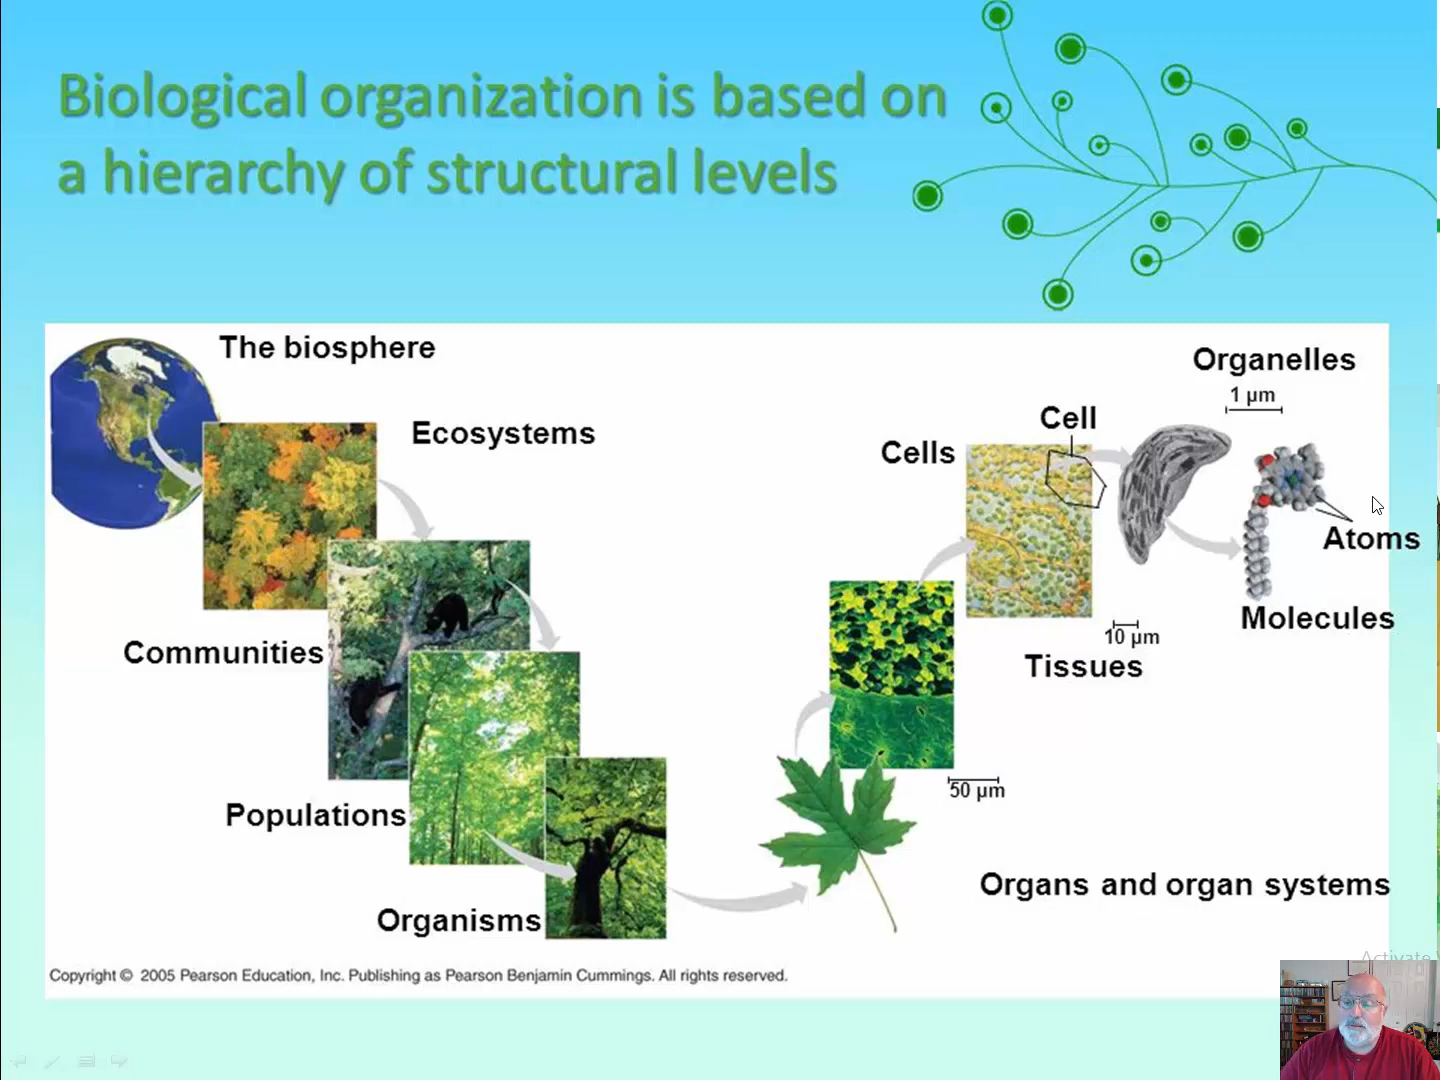 Biological organization is based on
a hierarchy of structural levels
The biosphere
Ecosystems
Communities
Populations
Organisms
Organelles
1 µm
Cell
Cells
Atoms
Molecules
10 µm
Tissues
50 µm
Organs and organ systems
Copyright © 2005 Pearson Education, Inc. Publishing as Pearson Benjamin Cummings. All rights reserved.
Activate